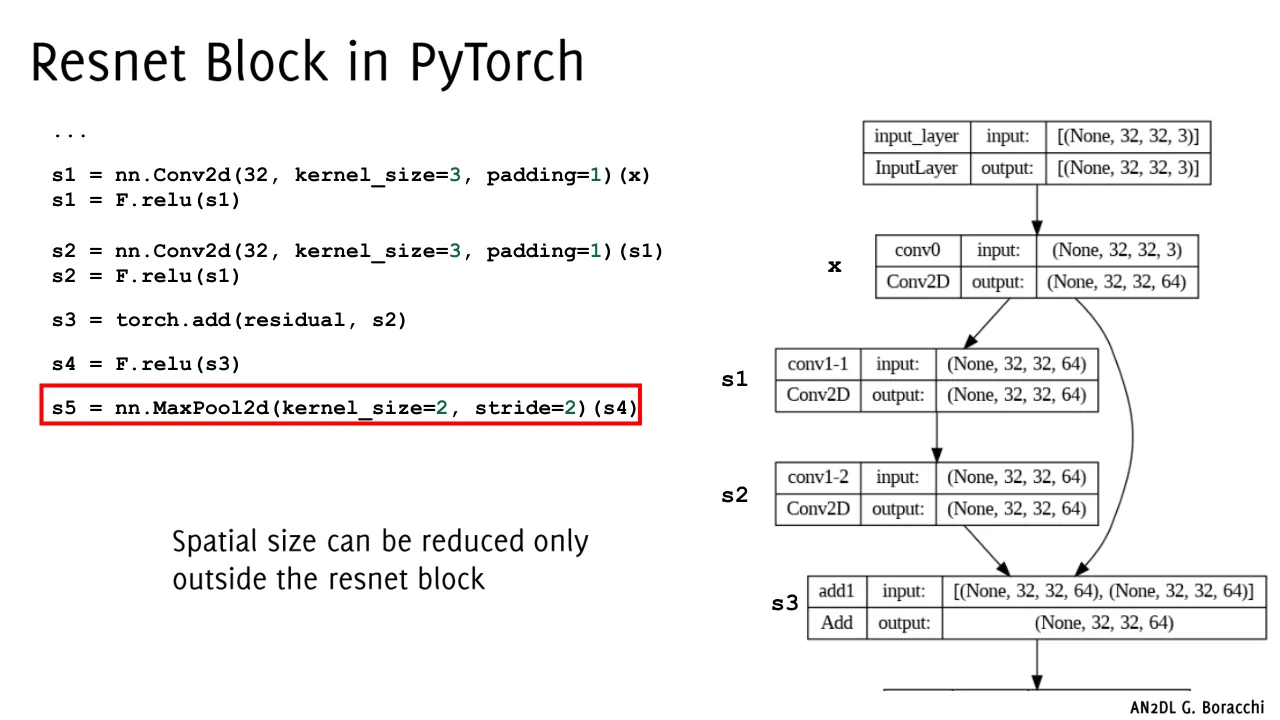 Resnet Block in PyTorch
...
s1 = nn.Conv2d(32, kernel_size=3, padding=1)(x)
s1 = F.relu(s1)
s2 = nn.Conv2d(32, kernel_size=3, padding=1)(s1)
s2 = F.relu(s1)
s3 = torch.add(residual, s2)
s4 = F.relu(s3)
s5 = nn.MaxPool2d(kernel_size=2, stride=2)(s4)
Spatial size can be reduced only
outside the resnet block
input_layer input: [(None, 32, 32, 3)]
InputLayer output: [(None, 32, 32, 3)]
x
conv0 input: (None, 32, 32, 3)
Conv2D output: (None, 32, 32, 64)
s1
conv1-1 input: (None, 32, 32, 64)
Conv2D output: (None, 32, 32, 64)
s2
conv1-2 input: (None, 32, 32, 64)
Conv2D output: (None, 32, 32, 64)
s3
add1 input: [(None, 32, 32, 64), (None, 32, 32, 64)]
Add output: (None, 32, 32, 64)
AN2DL G. Boracchi